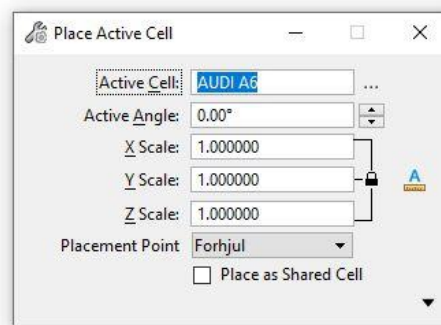 Place Active Cell
Active Cell: AUDI A6 ...
Active Angle: 0.00°
X Scale: 1.000000
Y Scale: 1.000000 A
Z Scale: 1.000000
Placement Point Forhjul
Place as Shared Cell